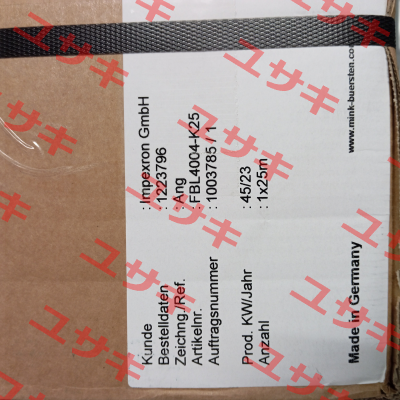 Kunde : Impexron GmbH
Bestelldaten : 1223796
Zeichng./Ref. : Ang
Artikelnr. : FBL4004-K25
Auftragsnummer : 1003785 / 1
Prod. KW/Jahr : 45/23
Anzahl : 1x25m
Made in Germany
www.mink-buersten.com
ユサキ
ユサキ
ユサキ
ユサキ
ユサキ
ユサキ
ユサキ
ユサキ